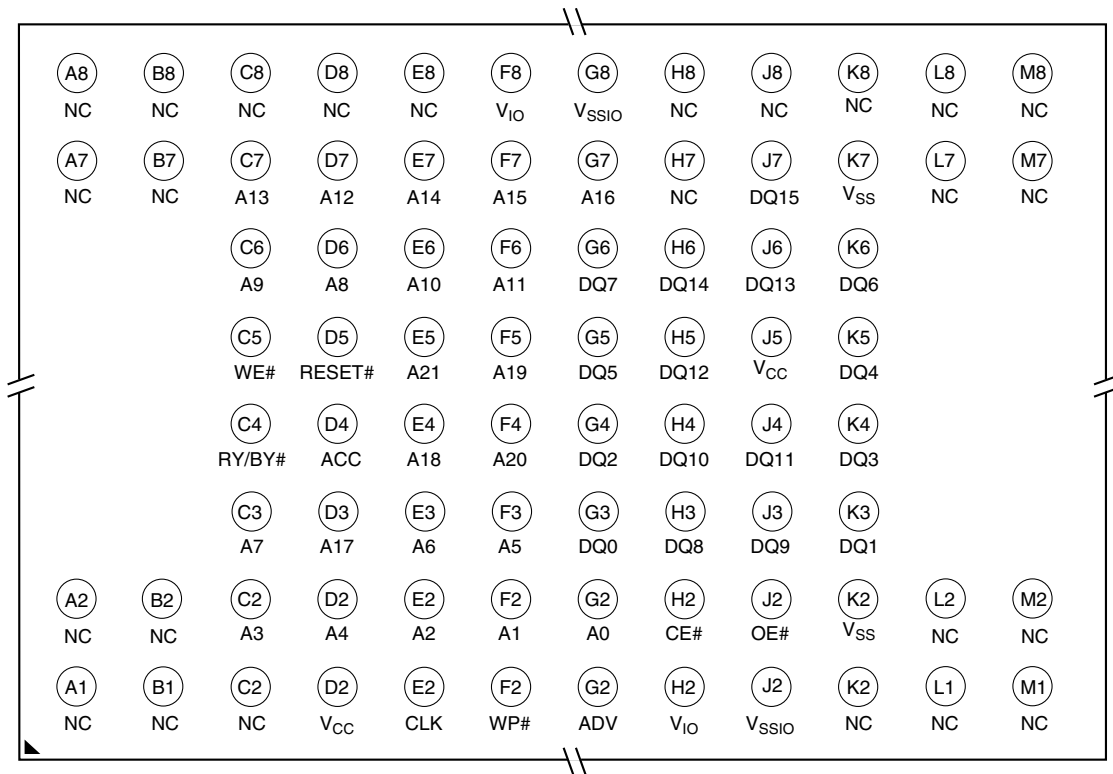 A8 B8 C8 D8 E8 F8 G8 H8 J8 K8 L8 M8
NC NC NC NC NC VIO VSSIO NC NC NC NC NC
A7 B7 C7 D7 E7 F7 G7 H7 J7 K7 L7 M7
NC NC A13 A12 A14 A15 A16 NC DQ15 VSS NC NC
C6 D6 E6 F6 G6 H6 J6 K6
A9 A8 A10 A11 DQ7 DQ14 DQ13 DQ6
C5 D5 E5 F5 G5 H5 J5 K5
WE# RESET# A21 A19 DQ5 DQ12 VCC DQ4
C4 D4 E4 F4 G4 H4 J4 K4
RY/BY# ACC A18 A20 DQ2 DQ10 DQ11 DQ3
C3 D3 E3 F3 G3 H3 J3 K3
A7 A17 A6 A5 DQ0 DQ8 DQ9 DQ1
A2 B2 C2 D2 E2 F2 G2 H2 J2 K2 L2 M2
NC NC A3 A4 A2 A1 A0 CE# OE# VSS NC NC
A1 B1 C2 D2 E2 F2 G2 H2 J2 K2 L1 M1
NC NC NC VCC CLK WP# ADV VIO VSSIO NC NC NC